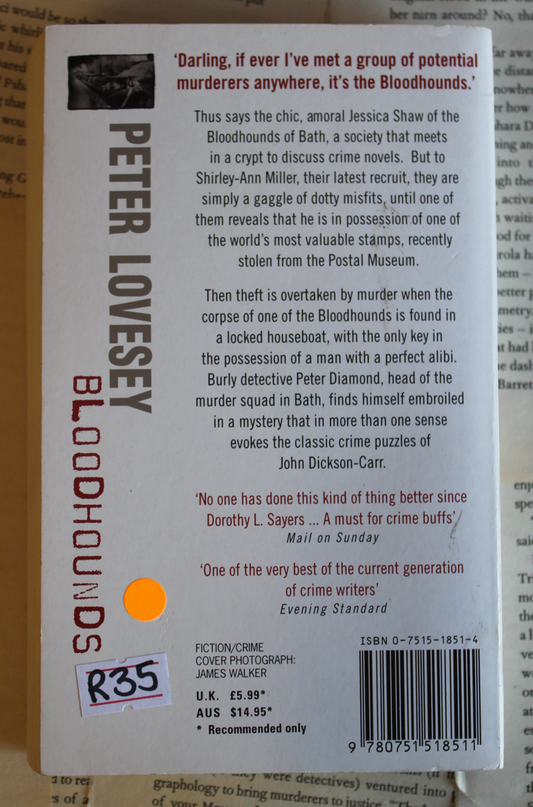 'Darling, if ever I've met a group of potential
murderers anywhere, it's the Bloodhounds.'
Thus says the chic, amoral Jessica Shaw of the
Bloodhounds of Bath, a society that meets
in a crypt to discuss crime novels. But to
Shirley-Ann Miller, their latest recruit, they are
simply a gaggle of dotty misfits, until one of
them reveals that he is in possession of one of
the world's most valuable stamps, recently
stolen from the Postal Museum.
Then theft is overtaken by murder when the
corpse of one of the Bloodhounds is found in
a locked houseboat, with the only key in
the possession of a man with a perfect alibi.
Burly detective Peter Diamond, head of the
murder squad in Bath, finds himself embroiled
in a mystery that in more than one sense
evokes the classic crime puzzles of
John Dickson-Carr.
'No one has done this kind of thing better since
Dorothy L. Sayers ... A must for crime buffs'
Mail on Sunday
'One of the very best of the current generation
of crime writers'
Evening Standard
PETER LOVESEY
BLOODHOUNDS
R35
FICTION/CRIME
COVER PHOTOGRAPH:
JAMES WALKER
U.K. £5.99*
AUS $14.95*
* Recommended only
ISBN 0-7515-1851-4
9 780751 518511
were detectives) ventured into
graphology to bring murderers to justice
her turn around? No, tha